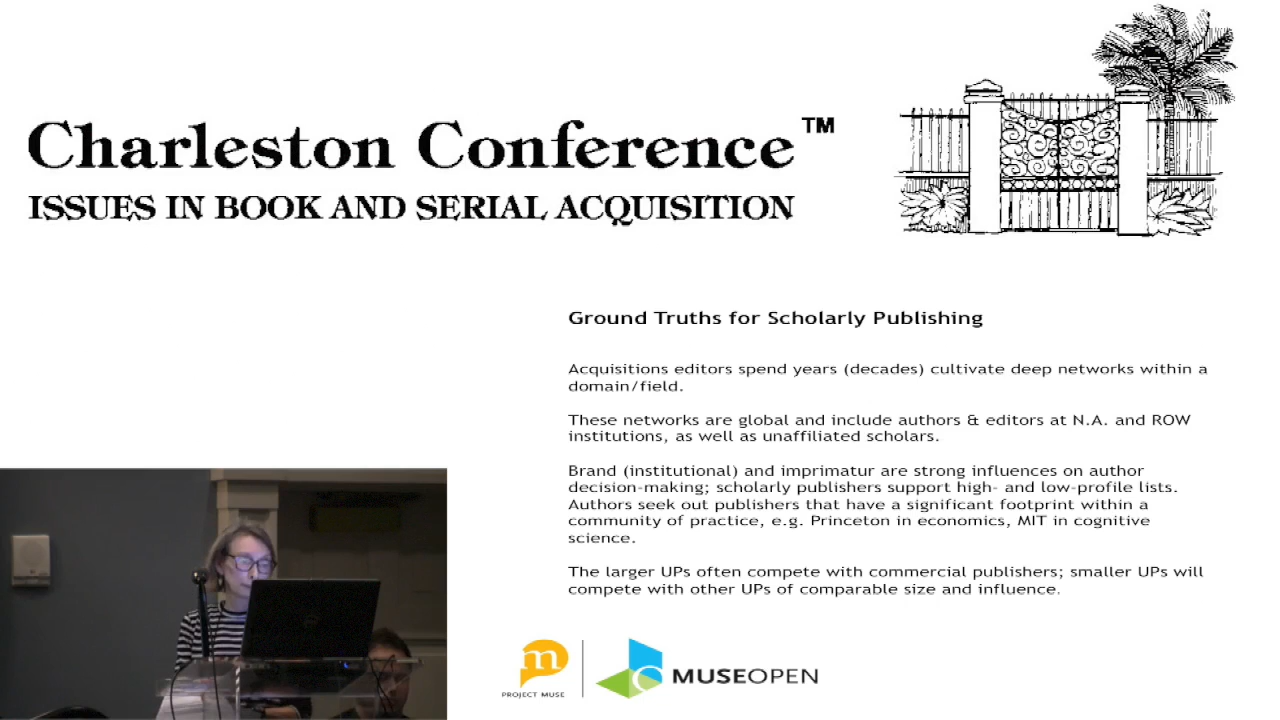 Charleston Conference™
ISSUES IN BOOK AND SERIAL ACQUISITION
Ground Truths for Scholarly Publishing
Acquisitions editors spend years (decades) cultivate deep networks within a
domain/field.
These networks are global and include authors & editors at N.A. and ROW
institutions, as well as unaffiliated scholars.
Brand (institutional) and imprimatur are strong influences on author
decision-making; scholarly publishers support high- and low-profile lists.
Authors seek out publishers that have a significant footprint within a
community of practice, e.g. Princeton in economics, MIT in cognitive
science.
The larger UPs often compete with commercial publishers; smaller UPs will
compete with other UPs of comparable size and influence.
m
PROJECT MUSE
MUSEOPEN